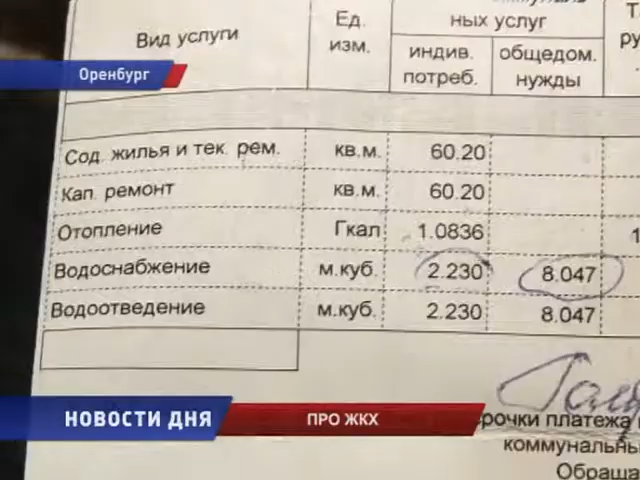 ных услуг
Вид услуги
Ед. изм.
индив. потреб.
общедом. нужды
Оренбург
Сод. жилья и тек. рем. кв.м. 60.20
Кап. ремонт кв.м. 60.20
Отопление Гкал 1.0836
Водоснабжение м.куб. 2.230 8.047
Водоотведение м.куб. 2.230 8.047
НОВОСТИ ДНЯ
ПРО ЖКХ
платежа
Обраща